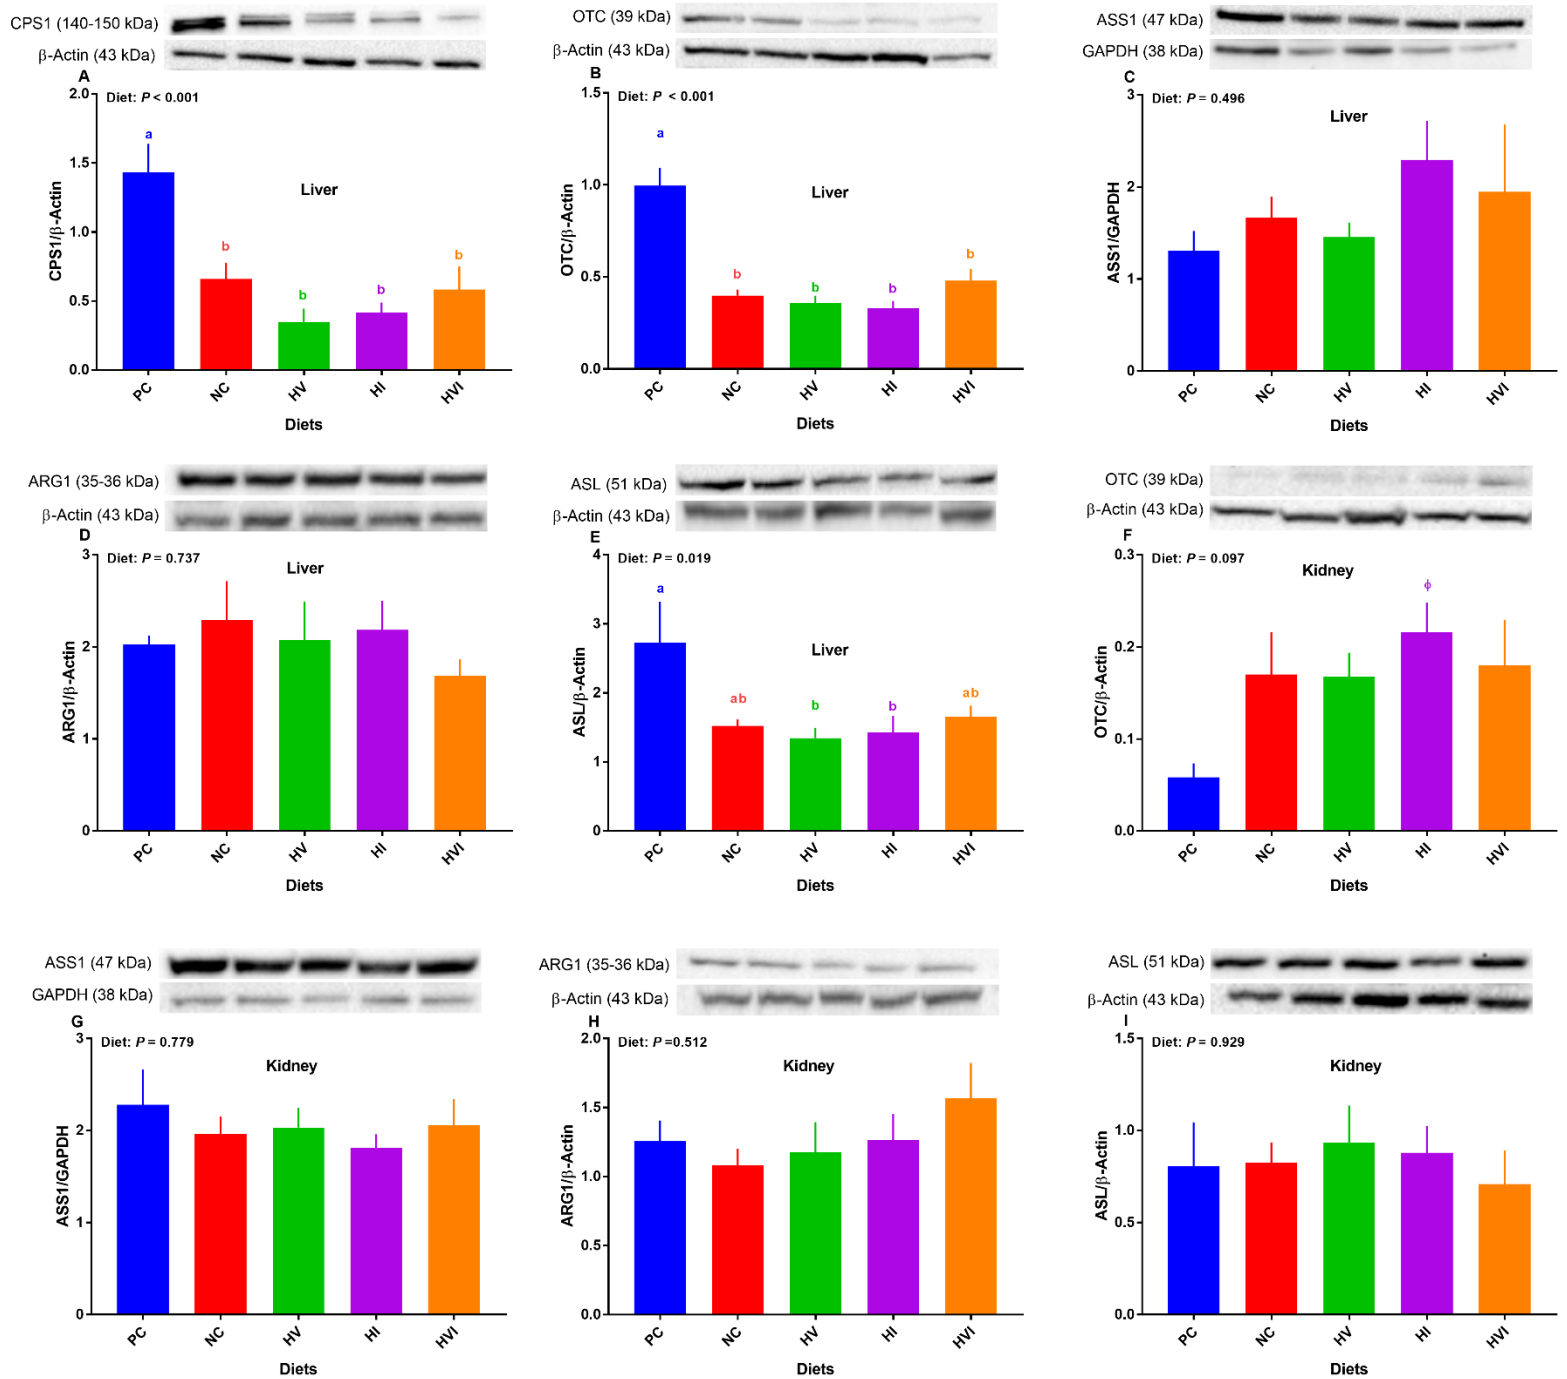 CPS1 (140-150 kDa)
β-Actin (43 kDa)
A
Diet: P < 0.001
Liver
CPS1/β-Actin
2.0
1.5
1.0
0.5
0.0
a
b
b
b
b
PC
NC
HV
HI
HVI
Diets
OTC (39 kDa)
β-Actin (43 kDa)
B
Diet: P < 0.001
Liver
OTC/β-Actin
1.5
1.0
0.5
0.0
a
b
b
b
b
PC
NC
HV
HI
HVI
Diets
ASS1 (47 kDa)
GAPDH (38 kDa)
C
Diet: P = 0.496
Liver
ASS1/GAPDH
3
2
1
0
PC
NC
HV
HI
HVI
Diets
ARG1 (35-36 kDa)
β-Actin (43 kDa)
D
Diet: P = 0.737
Liver
ARG1/β-Actin
3
2
1
0
PC
NC
HV
HI
HVI
Diets
ASL (51 kDa)
β-Actin (43 kDa)
E
Diet: P = 0.019
Liver
ASL/β-Actin
4
3
2
1
0
a
ab
b
b
ab
PC
NC
HV
HI
HVI
Diets
OTC (39 kDa)
β-Actin (43 kDa)
F
Diet: P = 0.097
Kidney
OTC/β-Actin
0.3
0.2
0.1
0.0
ϕ
PC
NC
HV
HI
HVI
Diets
ASS1 (47 kDa)
GAPDH (38 kDa)
G
Diet: P = 0.779
Kidney
ASS1/GAPDH
3
2
1
0
PC
NC
HV
HI
HVI
Diets
ARG1 (35-36 kDa)
β-Actin (43 kDa)
H
Diet: P =0.512
Kidney
ARG1/β-Actin
2.0
1.5
1.0
0.5
0.0
PC
NC
HV
HI
HVI
Diets
ASL (51 kDa)
β-Actin (43 kDa)
I
Diet: P = 0.929
Kidney
ASL/β-Actin
1.5
1.0
0.5
0.0
PC
NC
HV
HI
HVI
Diets